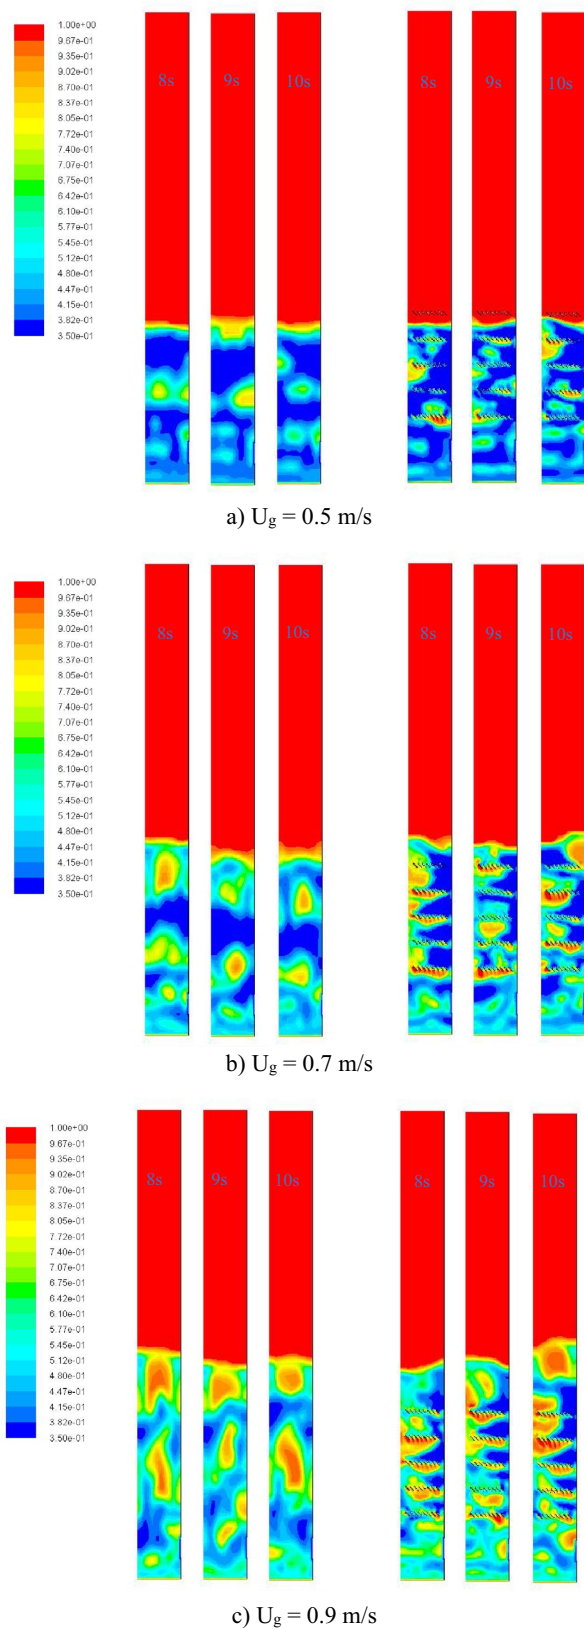 1.00e+00
9.67e-01
9.35e-01
9.02e-01
8.70e-01
8.37e-01
8.05e-01
7.72e-01
7.40e-01
7.07e-01
6.75e-01
6.42e-01
6.10e-01
5.77e-01
5.45e-01
5.12e-01
4.80e-01
4.47e-01
4.15e-01
3.82e-01
3.50e-01
8s 9s 10s 8s 9s 10s
a) Ug = 0.5 m/s
1.00e+00
9.67e-01
9.35e-01
9.02e-01
8.70e-01
8.37e-01
8.05e-01
7.72e-01
7.40e-01
7.07e-01
6.75e-01
6.42e-01
6.10e-01
5.77e-01
5.45e-01
5.12e-01
4.80e-01
4.47e-01
4.15e-01
3.82e-01
3.50e-01
8s 9s 10s 8s 9s 10s
b) Ug = 0.7 m/s
1.00e+00
9.67e-01
9.35e-01
9.02e-01
8.70e-01
8.37e-01
8.05e-01
7.72e-01
7.40e-01
7.07e-01
6.75e-01
6.42e-01
6.10e-01
5.77e-01
5.45e-01
5.12e-01
4.80e-01
4.47e-01
4.15e-01
3.82e-01
3.50e-01
8s 9s 10s 8s 9s 10s
c) Ug = 0.9 m/s